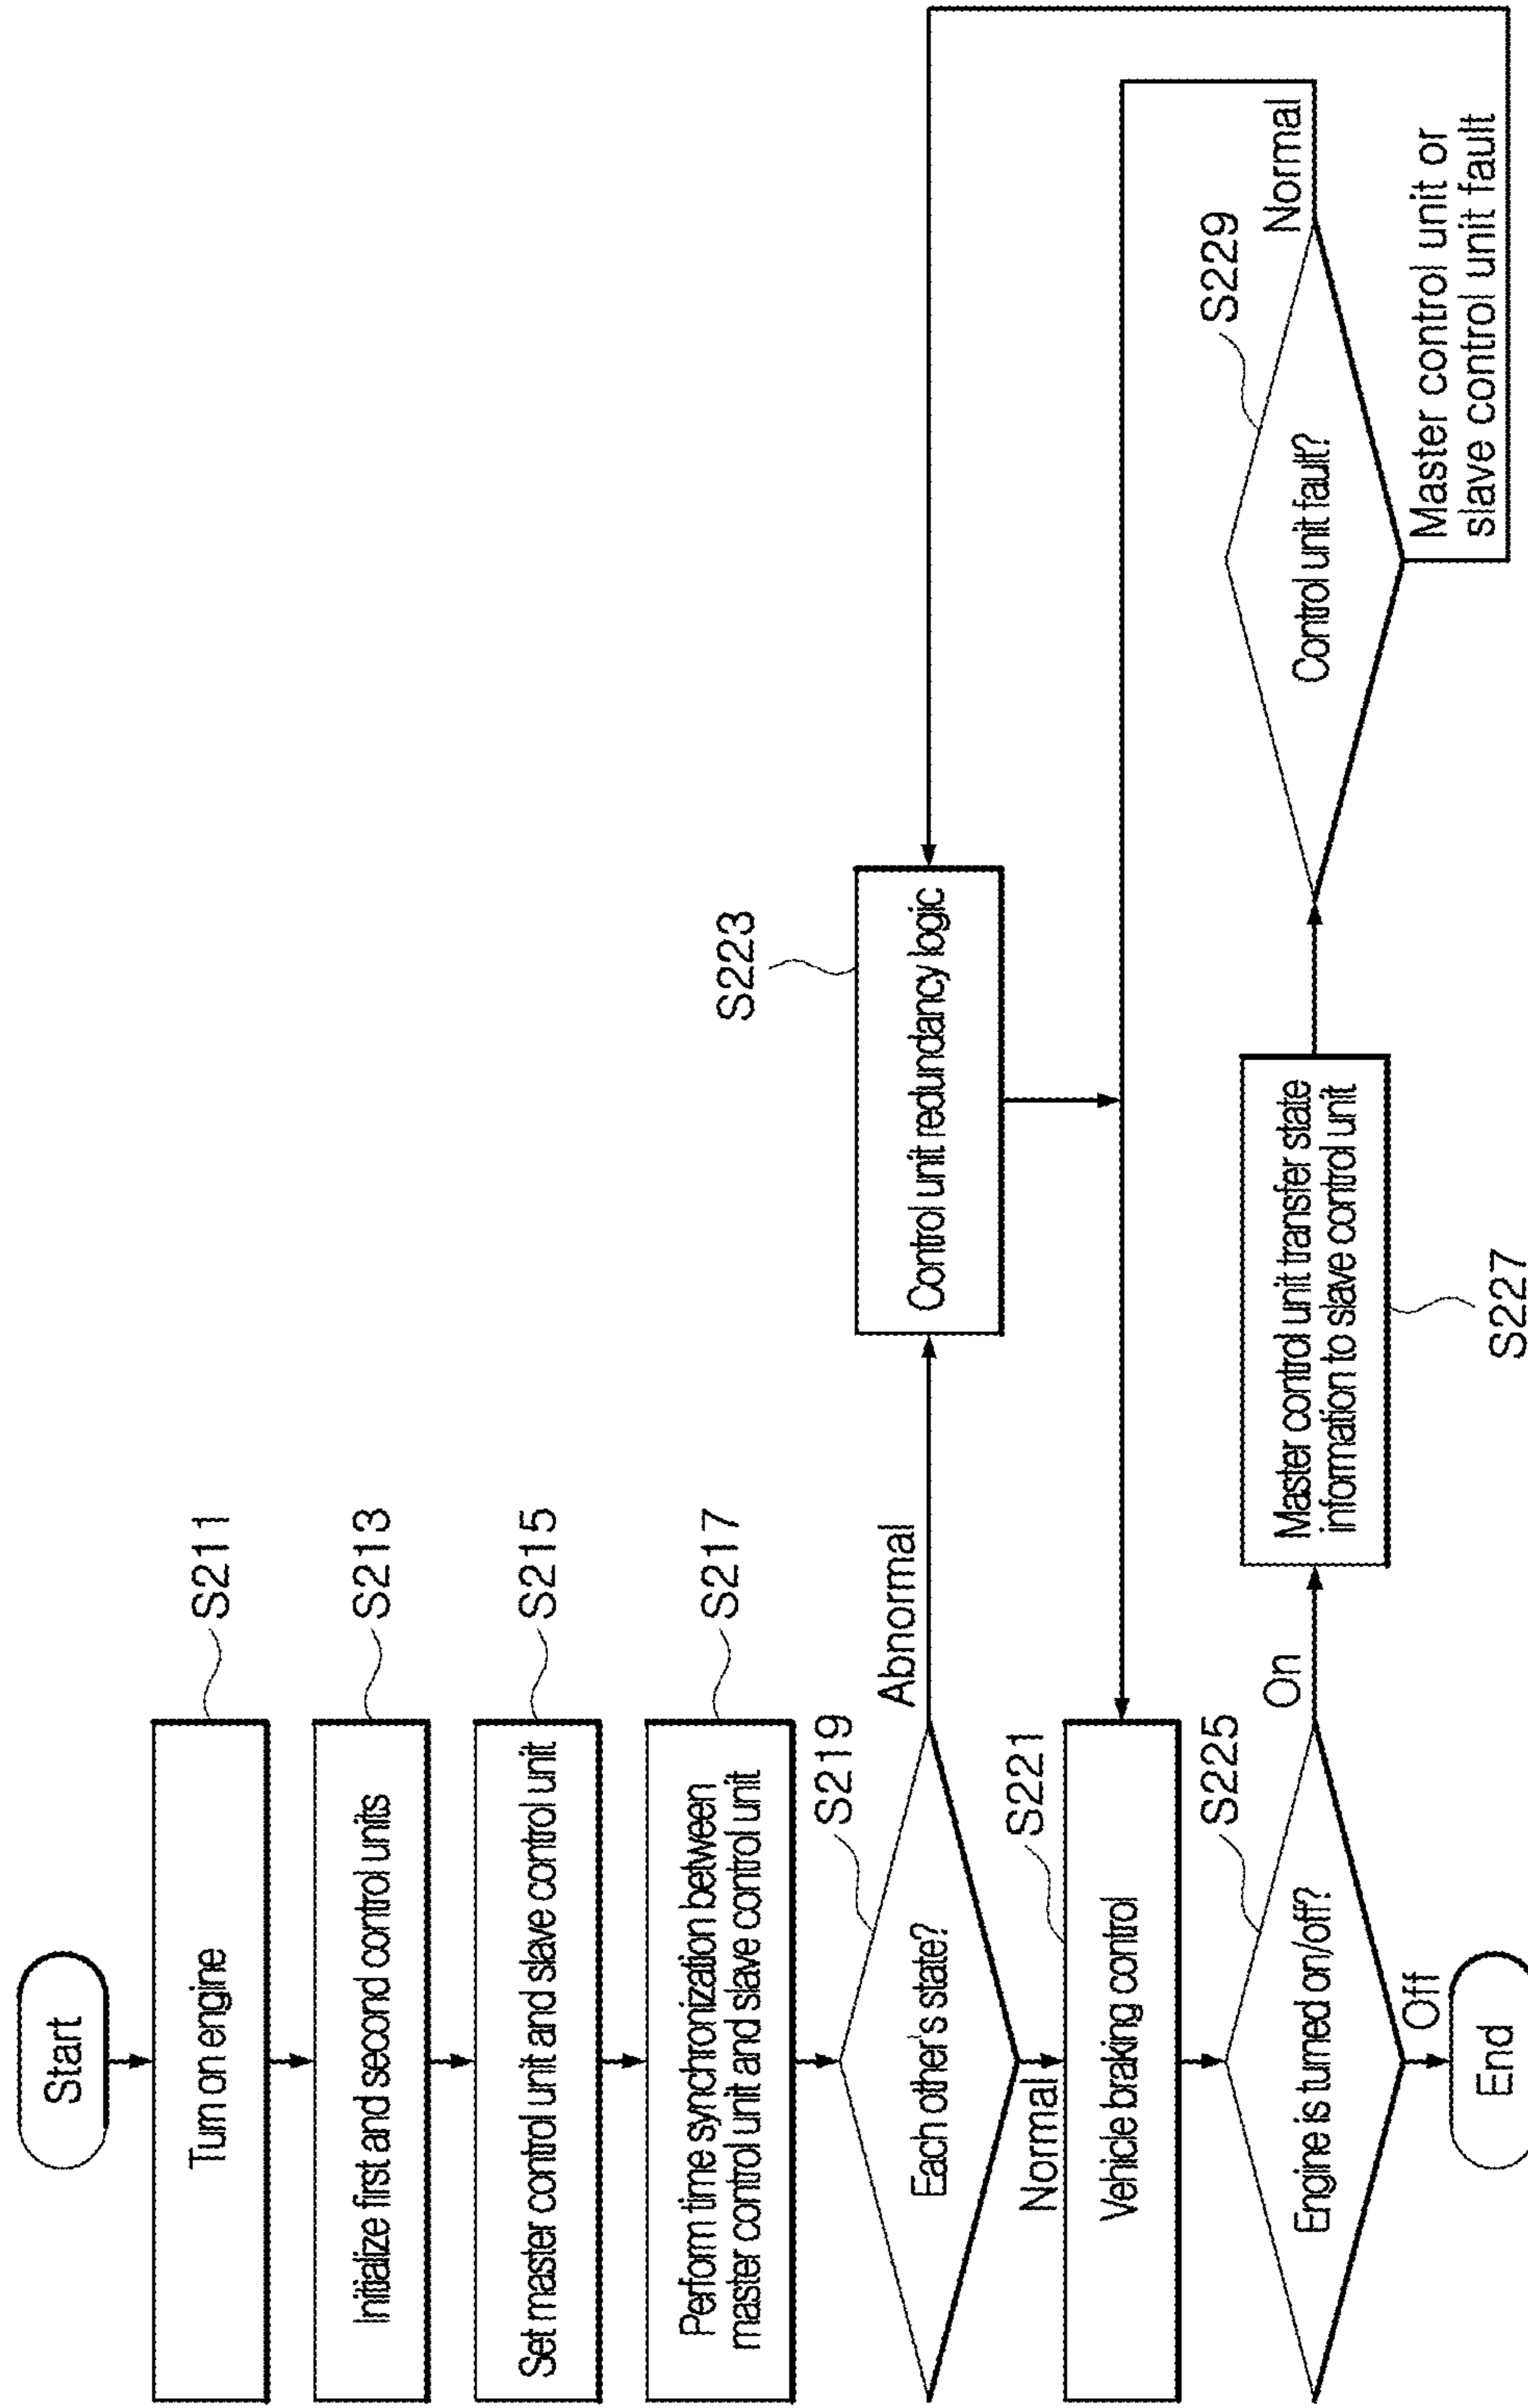 Start
Turn on engine
S211
Initialize first and second control units
S213
Set master control unit and slave control unit
S215
Perform time synchronization between
master control unit and slave control unit
S217
Each other's state?
S219
Abnormal
Normal
Control unit redundancy logic
S223
Vehicle braking control
S221
Engine is turned on/off?
S225
On
Off
Master control unit transfer state
information to slave control unit
S227
Control unit fault?
S229
Normal
Master control unit or
slave control unit fault
End